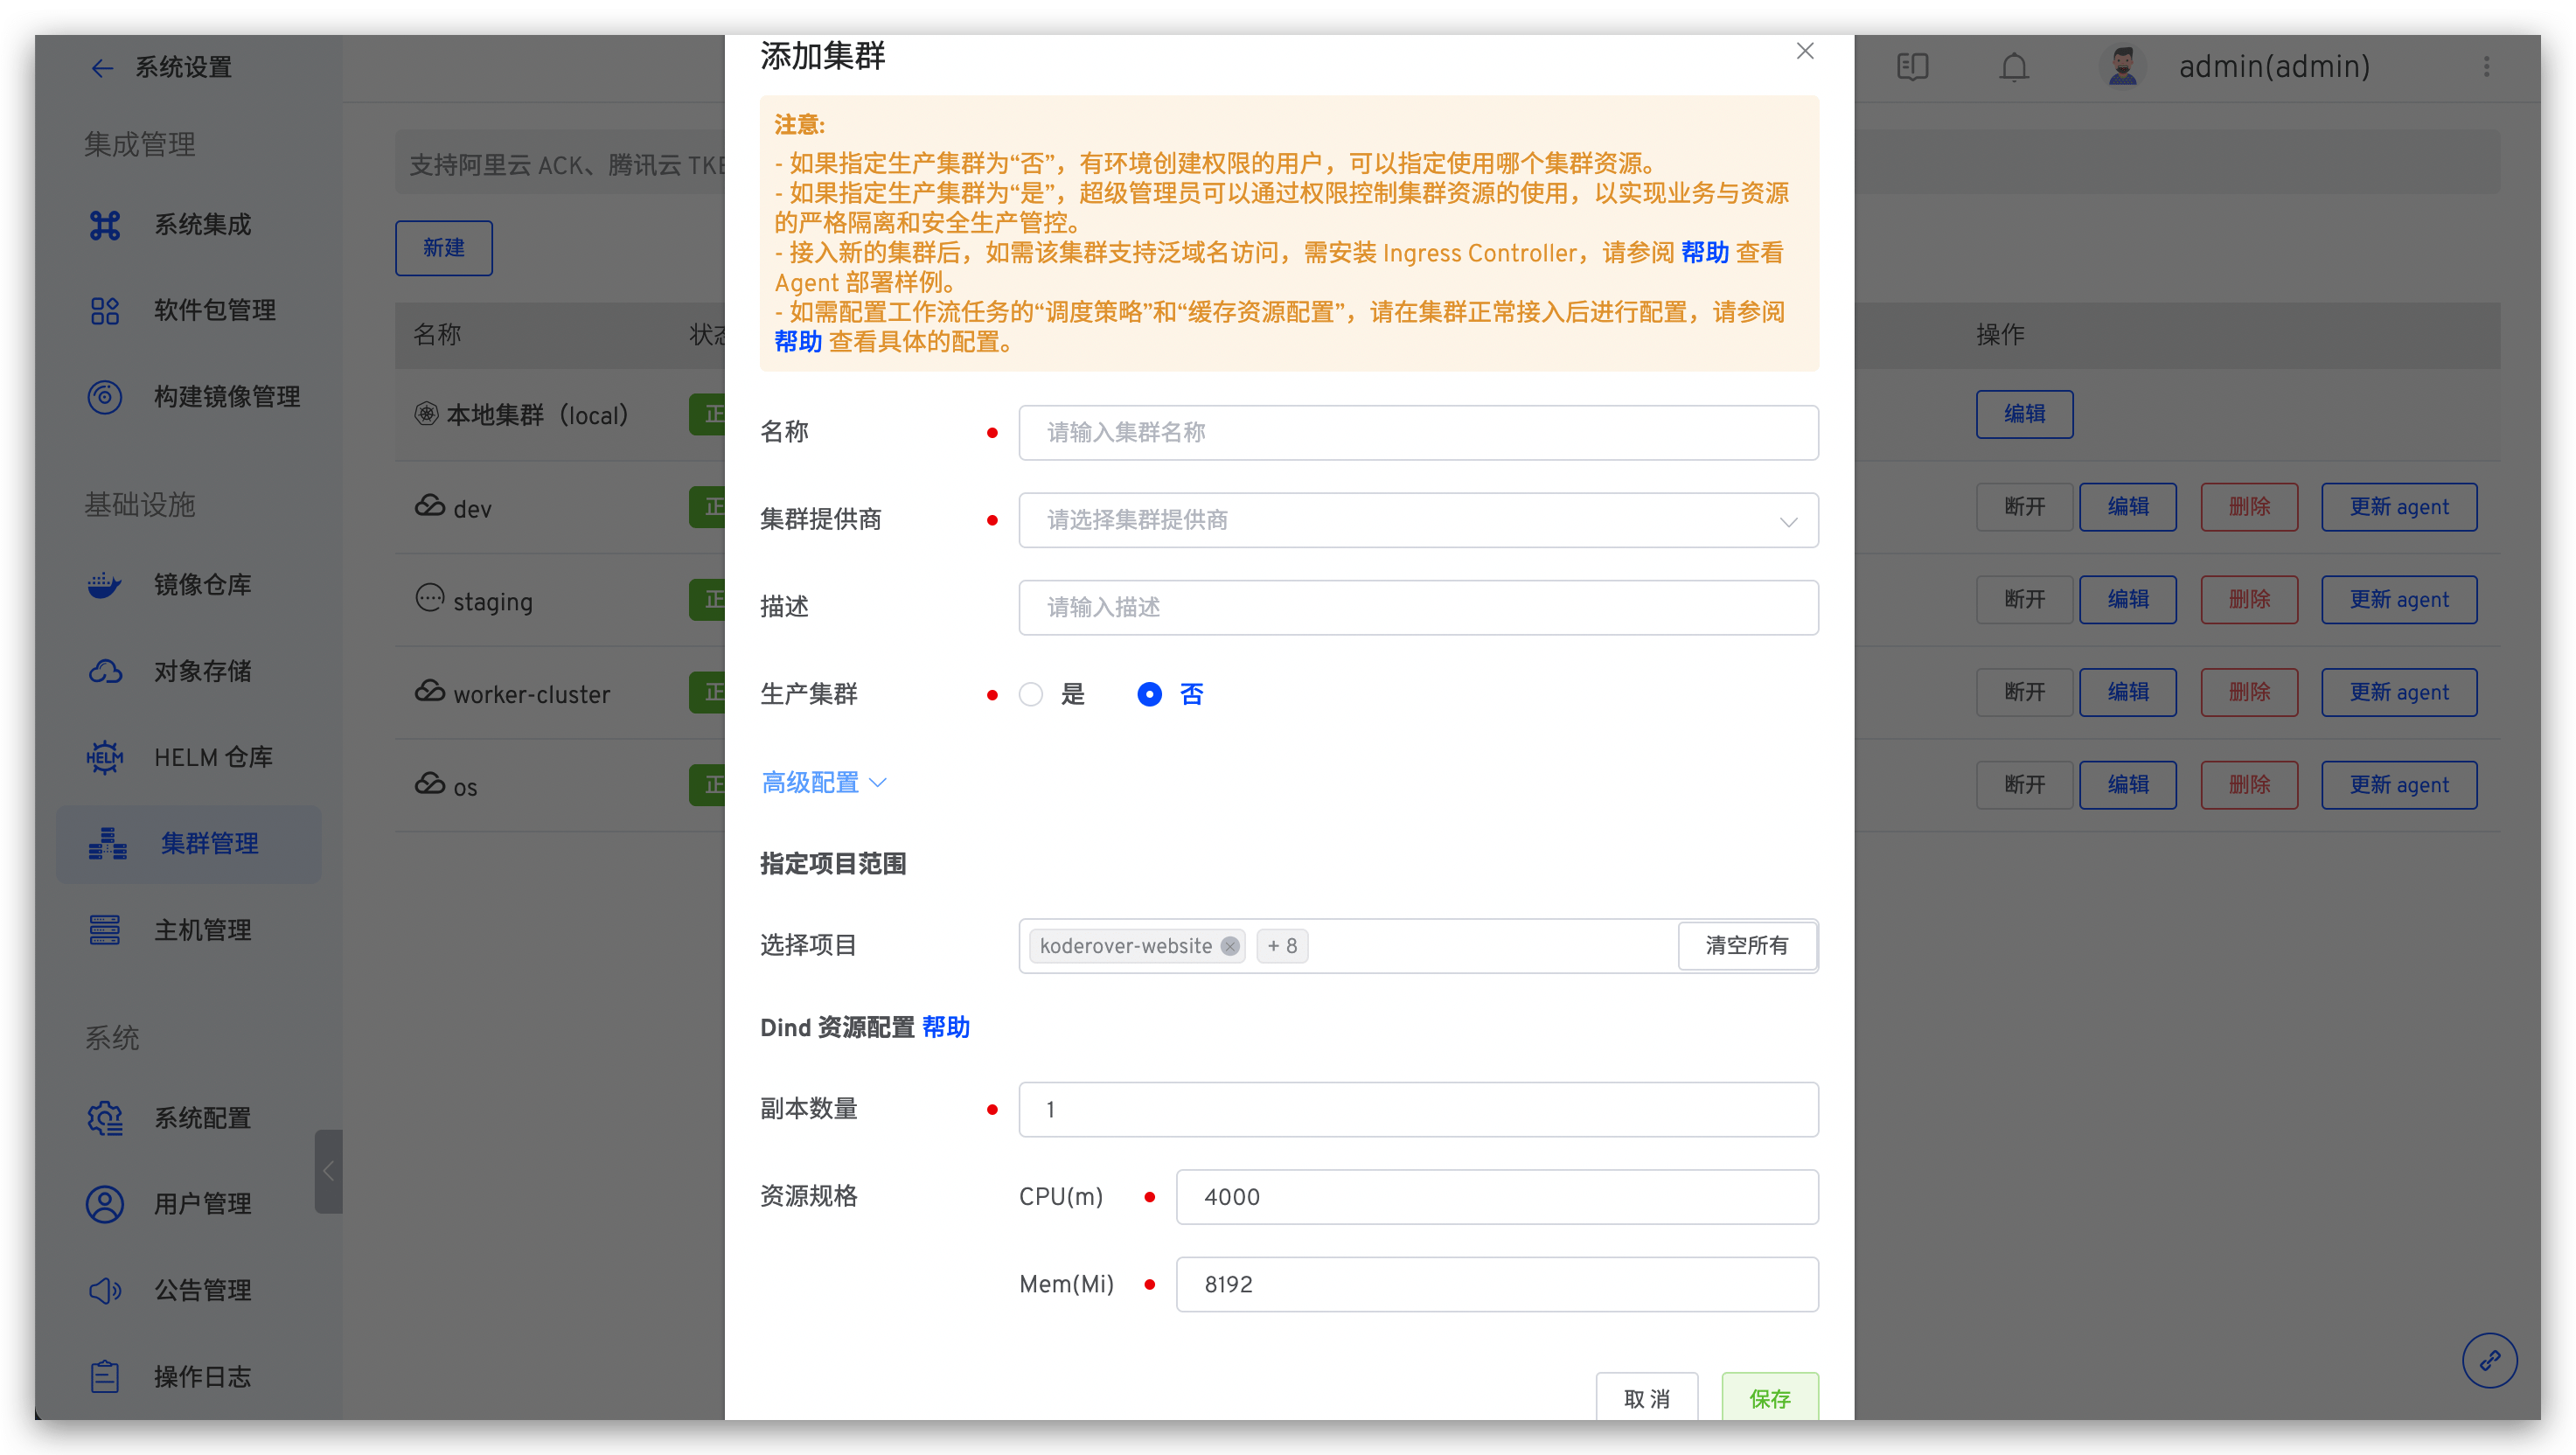 系统设置
集成管理
系统集成
软件包管理
构建镜像管理
基础设施
镜像仓库
对象存储
HELM
HELM 仓库
集群管理
主机管理
系统
系统配置
用户管理
公告管理
操作日志
admin(admin)
支持阿里云 ACK、腾讯云 TKE
新建
名称 状态 操作
本地集群（local） 正 编辑
dev 正 断开 编辑 删除 更新 agent
staging 正 断开 编辑 删除 更新 agent
worker-cluster 正 断开 编辑 删除 更新 agent
os 正 断开 编辑 删除 更新 agent
添加集群
注意:
- 如果指定生产集群为“否”，有环境创建权限的用户，可以指定使用哪个集群资源。
- 如果指定生产集群为“是”，超级管理员可以通过权限控制集群资源的使用，以实现业务与资源
的严格隔离和安全生产管控。
- 接入新的集群后，如需该集群支持泛域名访问，需安装 Ingress Controller，请参阅 帮助 查看
Agent 部署样例。
- 如需配置工作流任务的“调度策略”和“缓存资源配置”，请在集群正常接入后进行配置，请参阅
帮助 查看具体的配置。
名称 请输入集群名称
集群提供商 请选择集群提供商
描述 请输入描述
生产集群 是 否
高级配置
指定项目范围
选择项目 koderover-website + 8 清空所有
Dind 资源配置 帮助
副本数量 1
资源规格 CPU(m) 4000
Mem(Mi) 8192
取消 保存